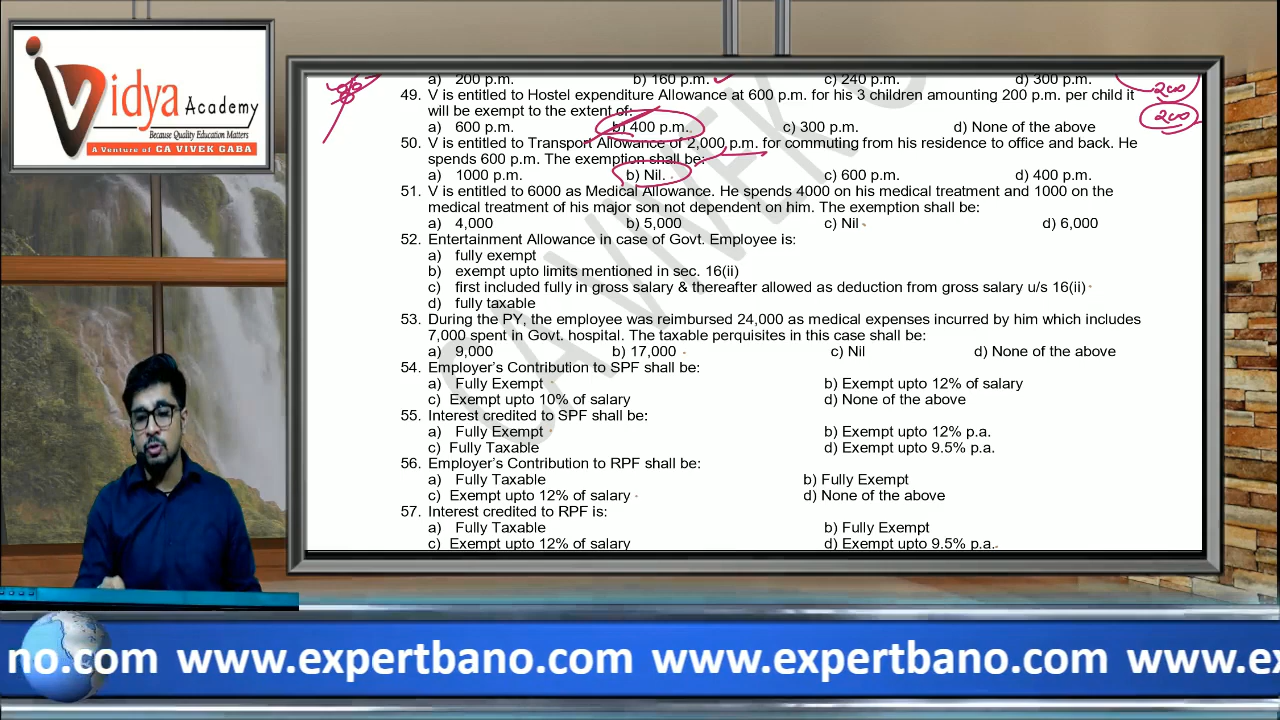 Vidya Academy
Because Quality Education Matters
A Venture of CA VIVEK GABA
a) 200 p.m. b) 160 p.m. c) 240 p.m. d) 300 p.m.
200
49. V is entitled to Hostel expenditure Allowance at 600 p.m. for his 3 children amounting 200 p.m. per child it
will be exempt to the extent of:
200
a) 600 p.m. b) 400 p.m. c) 300 p.m. d) None of the above
50. V is entitled to Transport Allowance of 2,000 p.m. for commuting from his residence to office and back. He
spends 600 p.m. The exemption shall be:
a) 1000 p.m. b) Nil. c) 600 p.m. d) 400 p.m.
51. V is entitled to 6000 as Medical Allowance. He spends 4000 on his medical treatment and 1000 on the
medical treatment of his major son not dependent on him. The exemption shall be:
a) 4,000 b) 5,000 c) Nil d) 6,000
52. Entertainment Allowance in case of Govt. Employee is:
a) fully exempt
b) exempt upto limits mentioned in sec. 16(ii)
c) first included fully in gross salary & thereafter allowed as deduction from gross salary u/s 16(ii)
d) fully taxable
53. During the PY, the employee was reimbursed 24,000 as medical expenses incurred by him which includes
7,000 spent in Govt. hospital. The taxable perquisites in this case shall be:
a) 9,000 b) 17,000 c) Nil d) None of the above
54. Employer's Contribution to SPF shall be:
a) Fully Exempt b) Exempt upto 12% of salary
c) Exempt upto 10% of salary d) None of the above
55. Interest credited to SPF shall be:
a) Fully Exempt b) Exempt upto 12% p.a.
c) Fully Taxable d) Exempt upto 9.5% p.a.
56. Employer's Contribution to RPF shall be:
a) Fully Taxable b) Fully Exempt
c) Exempt upto 12% of salary d) None of the above
57. Interest credited to RPF is:
a) Fully Taxable b) Fully Exempt
c) Exempt upto 12% of salary d) Exempt upto 9.5% p.a.
no.com www.expertbano.com www.expertbano.com www.ex